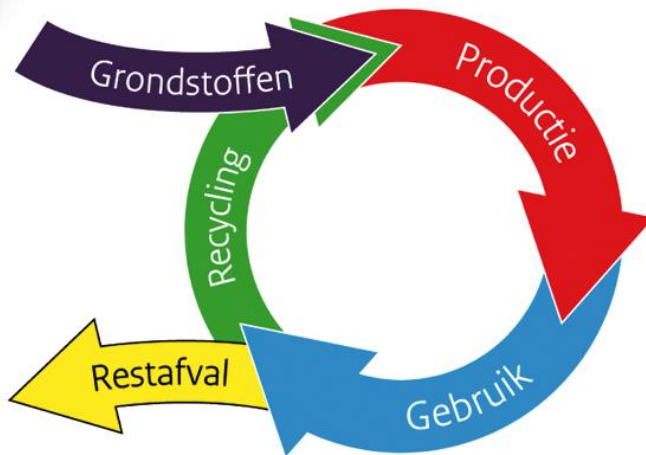 Grondstoffen
Productie
Gebruik
Recycling
Restafval